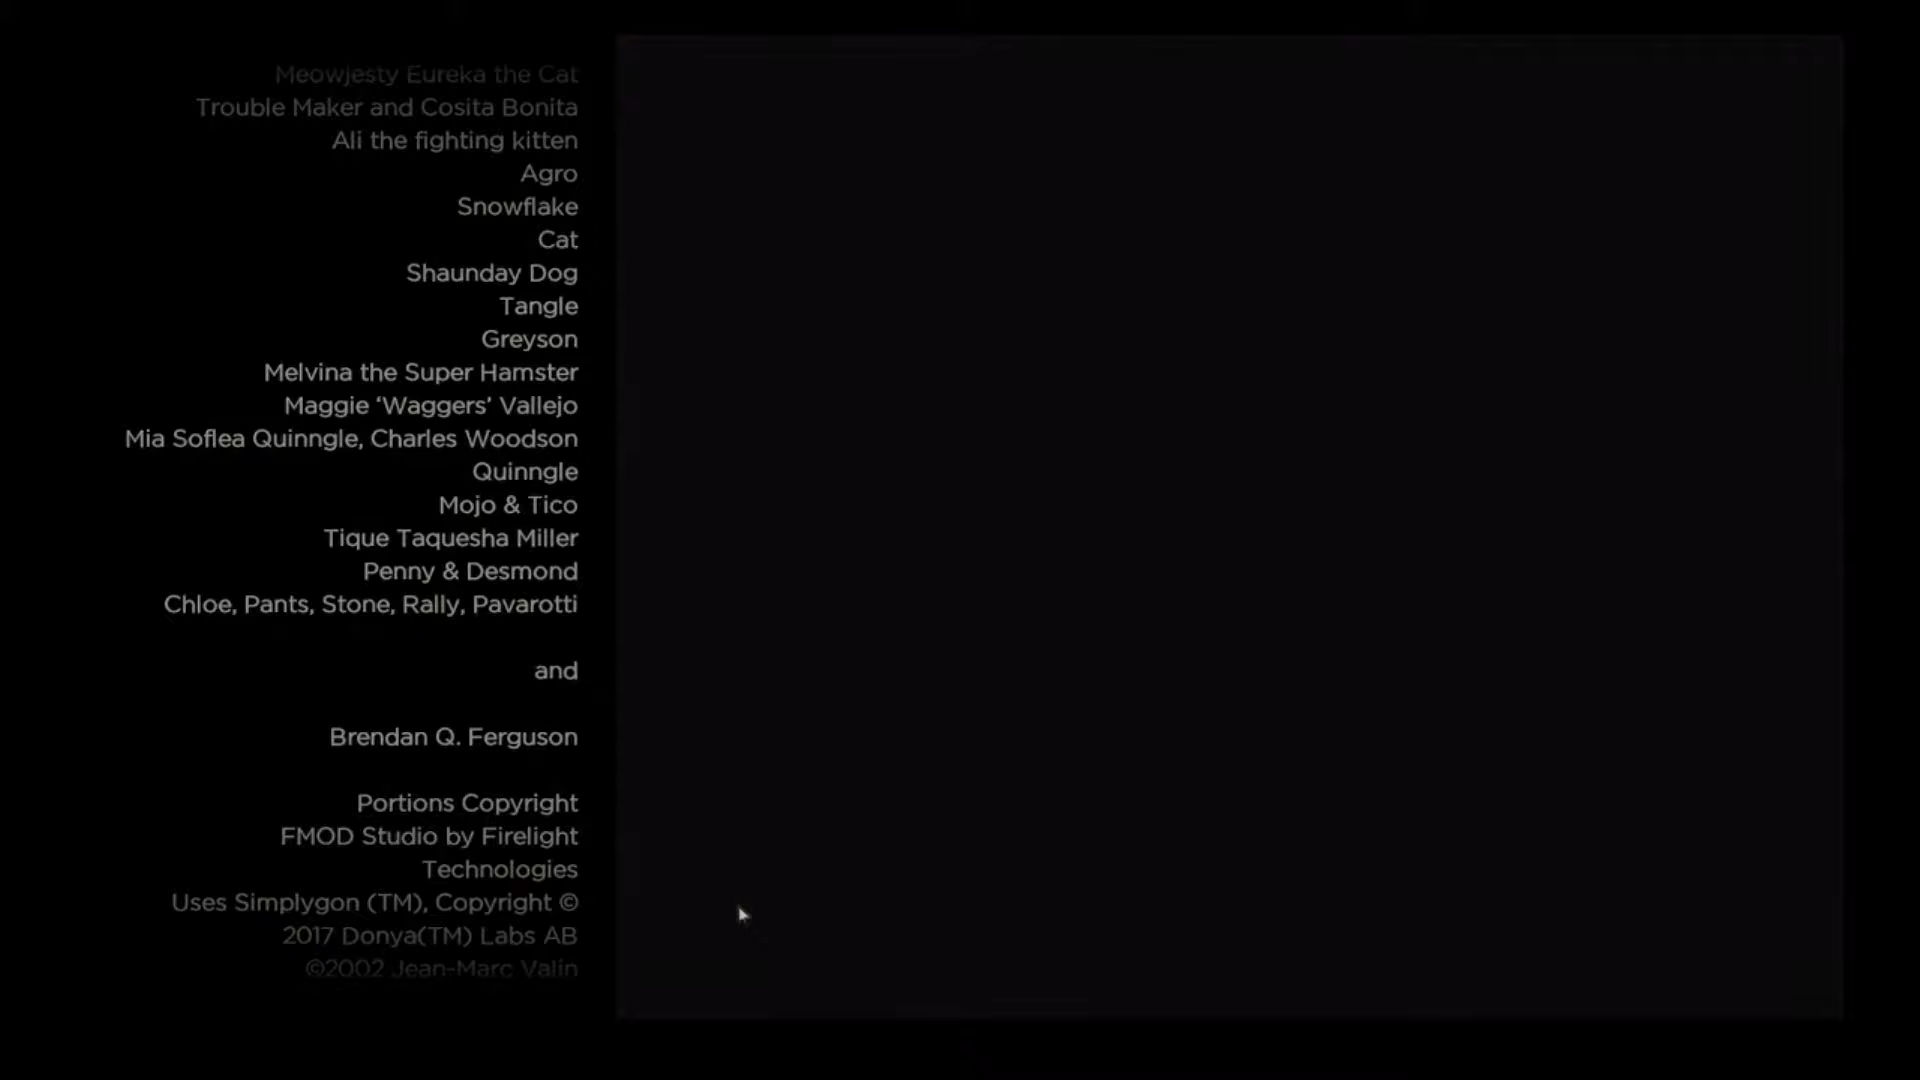 Meowjesty Eureka the Cat
Trouble Maker and Cosita Bonita
Ali the fighting kitten
Agro
Snowflake
Cat
Shaunday Dog
Tangle
Greyson
Melvina the Super Hamster
Maggie ‘Waggers’ Vallejo
Mia Soflea Quinngle, Charles Woodson
Quinngle
Mojo & Tico
Tique Taquesha Miller
Penny & Desmond
Chloe, Pants, Stone, Rally, Pavarotti
and
Brendan Q. Ferguson
Portions Copyright
FMOD Studio by Firelight
Technologies
Uses Simplygon (TM), Copyright ©
2017 Donya(TM) Labs AB
©2002 Jean-Marc Valin